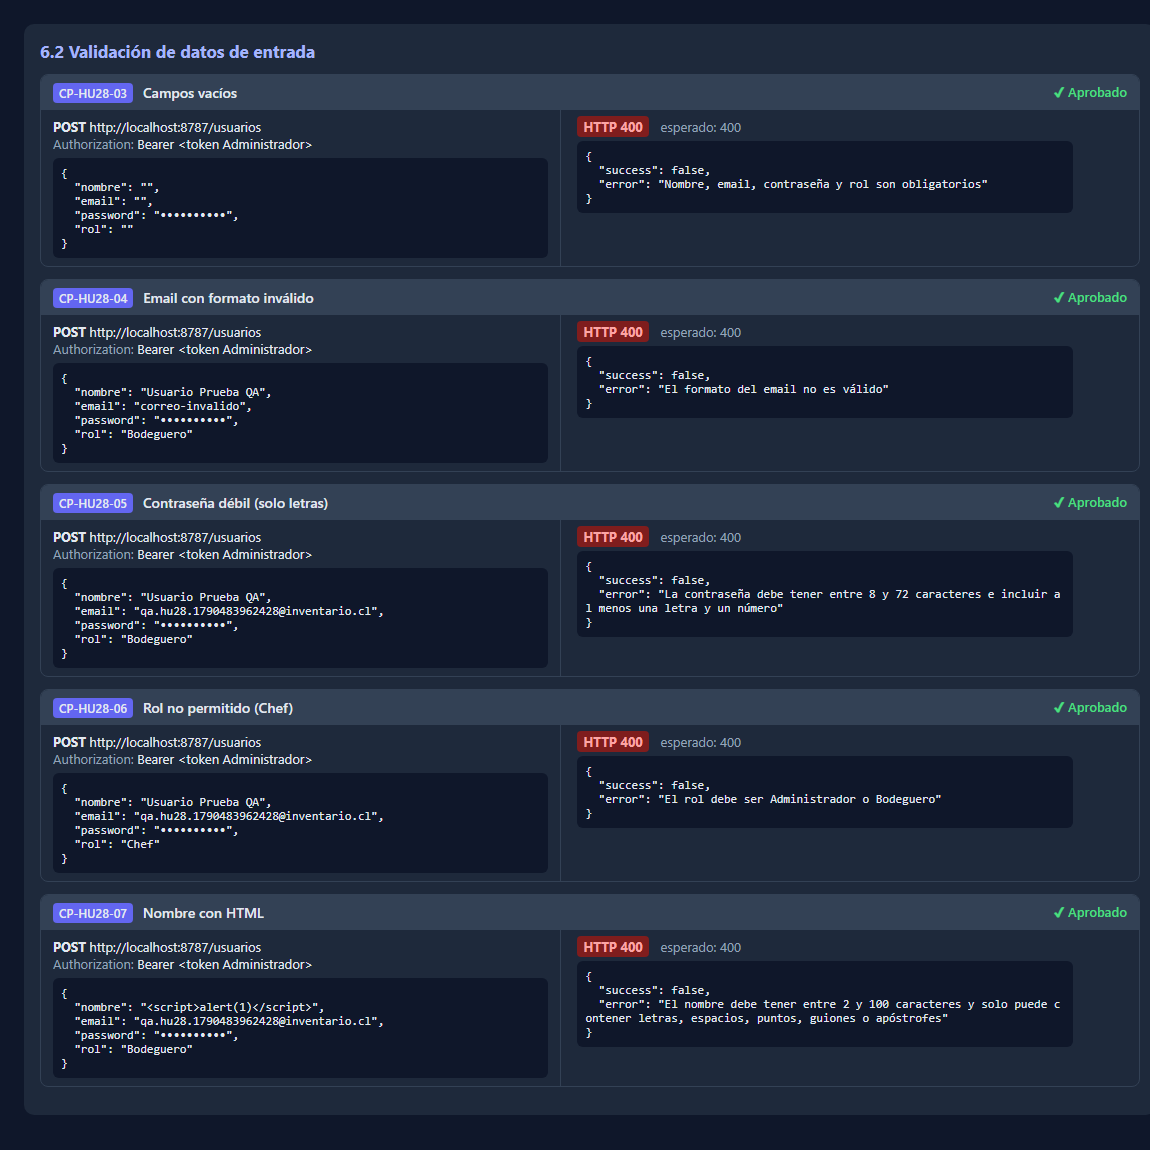 6.2 Validación de datos de entrada
CP-HU28-03 Campos vacíos ✓ Aprobado
POST http://localhost:8787/usuarios
Authorization: Bearer <token Administrador>
{
  "nombre": "",
  "email": "",
  "password": "••••••••••",
  "rol": ""
}
HTTP 400 esperado: 400
{
  "success": false,
  "error": "Nombre, email, contraseña y rol son obligatorios"
}
CP-HU28-04 Email con formato inválido ✓ Aprobado
POST http://localhost:8787/usuarios
Authorization: Bearer <token Administrador>
{
  "nombre": "Usuario Prueba QA",
  "email": "correo-invalido",
  "password": "••••••••••",
  "rol": "Bodeguero"
}
HTTP 400 esperado: 400
{
  "success": false,
  "error": "El formato del email no es válido"
}
CP-HU28-05 Contraseña débil (solo letras) ✓ Aprobado
POST http://localhost:8787/usuarios
Authorization: Bearer <token Administrador>
{
  "nombre": "Usuario Prueba QA",
  "email": "qa.hu28.1790483962428@inventario.cl",
  "password": "••••••••••",
  "rol": "Bodeguero"
}
HTTP 400 esperado: 400
{
  "success": false,
  "error": "La contraseña debe tener entre 8 y 72 caracteres e incluir a
l menos una letra y un número"
}
CP-HU28-06 Rol no permitido (Chef) ✓ Aprobado
POST http://localhost:8787/usuarios
Authorization: Bearer <token Administrador>
{
  "nombre": "Usuario Prueba QA",
  "email": "qa.hu28.1790483962428@inventario.cl",
  "password": "••••••••••",
  "rol": "Chef"
}
HTTP 400 esperado: 400
{
  "success": false,
  "error": "El rol debe ser Administrador o Bodeguero"
}
CP-HU28-07 Nombre con HTML ✓ Aprobado
POST http://localhost:8787/usuarios
Authorization: Bearer <token Administrador>
{
  "nombre": "<script>alert(1)</script>",
  "email": "qa.hu28.1790483962428@inventario.cl",
  "password": "••••••••••",
  "rol": "Bodeguero"
}
HTTP 400 esperado: 400
{
  "success": false,
  "error": "El nombre debe tener entre 2 y 100 caracteres y solo puede c
ontener letras, espacios, puntos, guiones o apóstrofes"
}